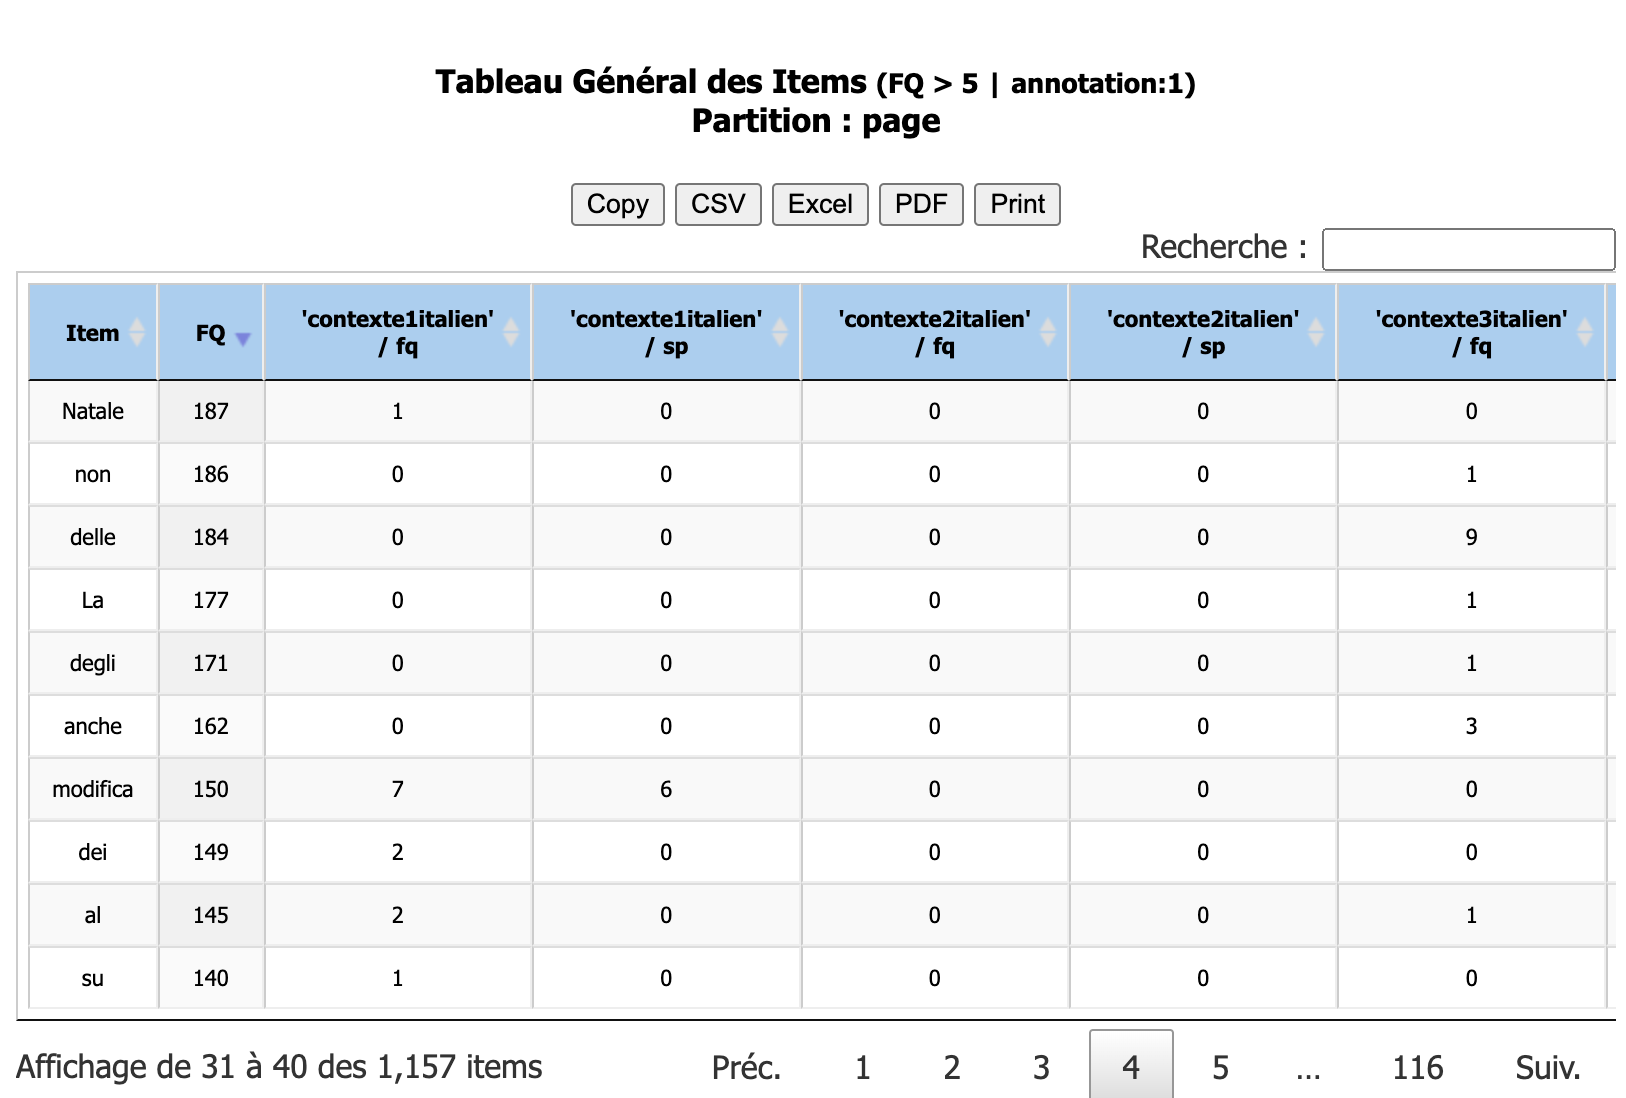 Tableau Général des Items (FQ > 5 | annotation:1)
Partition : page
Copy CSV Excel PDF Print
Recherche :
Item FQ 'contexte1italien' / fq 'contexte1italien' / sp 'contexte2italien' / fq 'contexte2italien' / sp 'contexte3italien' / fq
Natale 187 1 0 0 0 0
non 186 0 0 0 0 1
delle 184 0 0 0 0 9
La 177 0 0 0 0 1
degli 171 0 0 0 0 1
anche 162 0 0 0 0 3
modifica 150 7 6 0 0 0
dei 149 2 0 0 0 0
al 145 2 0 0 0 1
su 140 1 0 0 0 0
Affichage de 31 à 40 des 1,157 items Préc. 1 2 3 4 5 ... 116 Suiv.